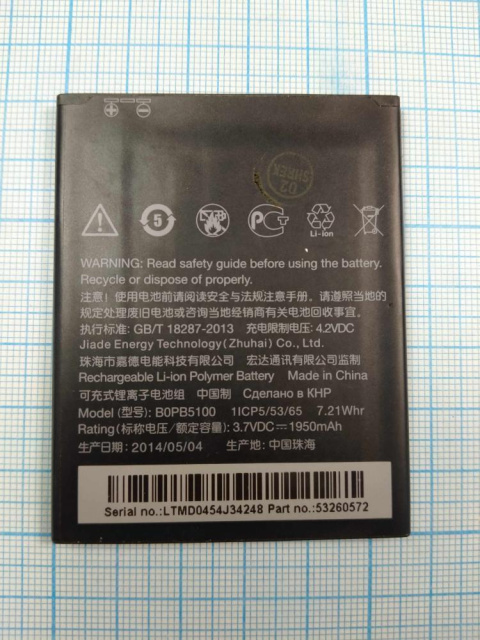 02
SHREK
5
PCT
Li-ion
WARNING: Read safety guide before using the battery.
Recycle or dispose of properly.
注意! 使用电池前请阅读安全与法规注意手册。请遵照当地的
规定处理废旧电池或咨询当地经销商有关电池回收事宜。
执行标准: GB/T 18287-2013 充电限制电压: 4.2VDC
Jiade Energy Technology(Zhuhai) Co., Ltd.
珠海市嘉德电能科技有限公司 宏达通讯有限公司监制
Rechargeable Li-ion Polymer Battery Made in China
可充式锂离子电池组 中国制 Сделано в КНР
Model (型号): B0PB5100 1ICP5/53/65 7.21Whr
Rating (标称电压/额定容量): 3.7VDC⎓1950mAh
生产日期: 2014/05/04 生产地: 中国珠海
Serial no.:LTMD0454J34248 Part no.:53260572